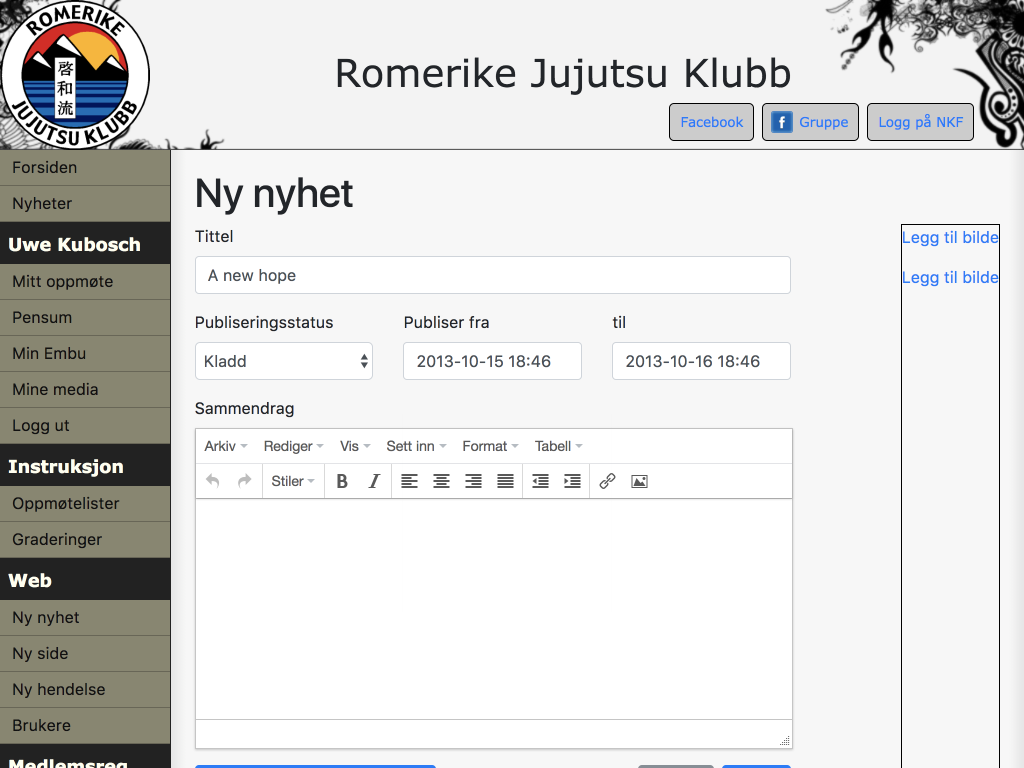 ROMERIKE
啓和流
JUJUTSU KLUBB
Romerike Jujutsu Klubb
Facebook
f Gruppe
Logg på NKF
Forsiden
Nyheter
Uwe Kubosch
Mitt oppmøte
Pensum
Min Embu
Mine media
Logg ut
Instruksjon
Oppmøtelister
Graderinger
Web
Ny nyhet
Ny side
Ny hendelse
Brukere
Medlemsreg
Ny nyhet
Tittel
A new hope
Publiseringsstatus Publiser fra til
Kladd 2013-10-15 18:46 2013-10-16 18:46
Sammendrag
Arkiv Rediger Vis Sett inn Format Tabell
Stiler B I
Legg til bilde
Legg til bilde